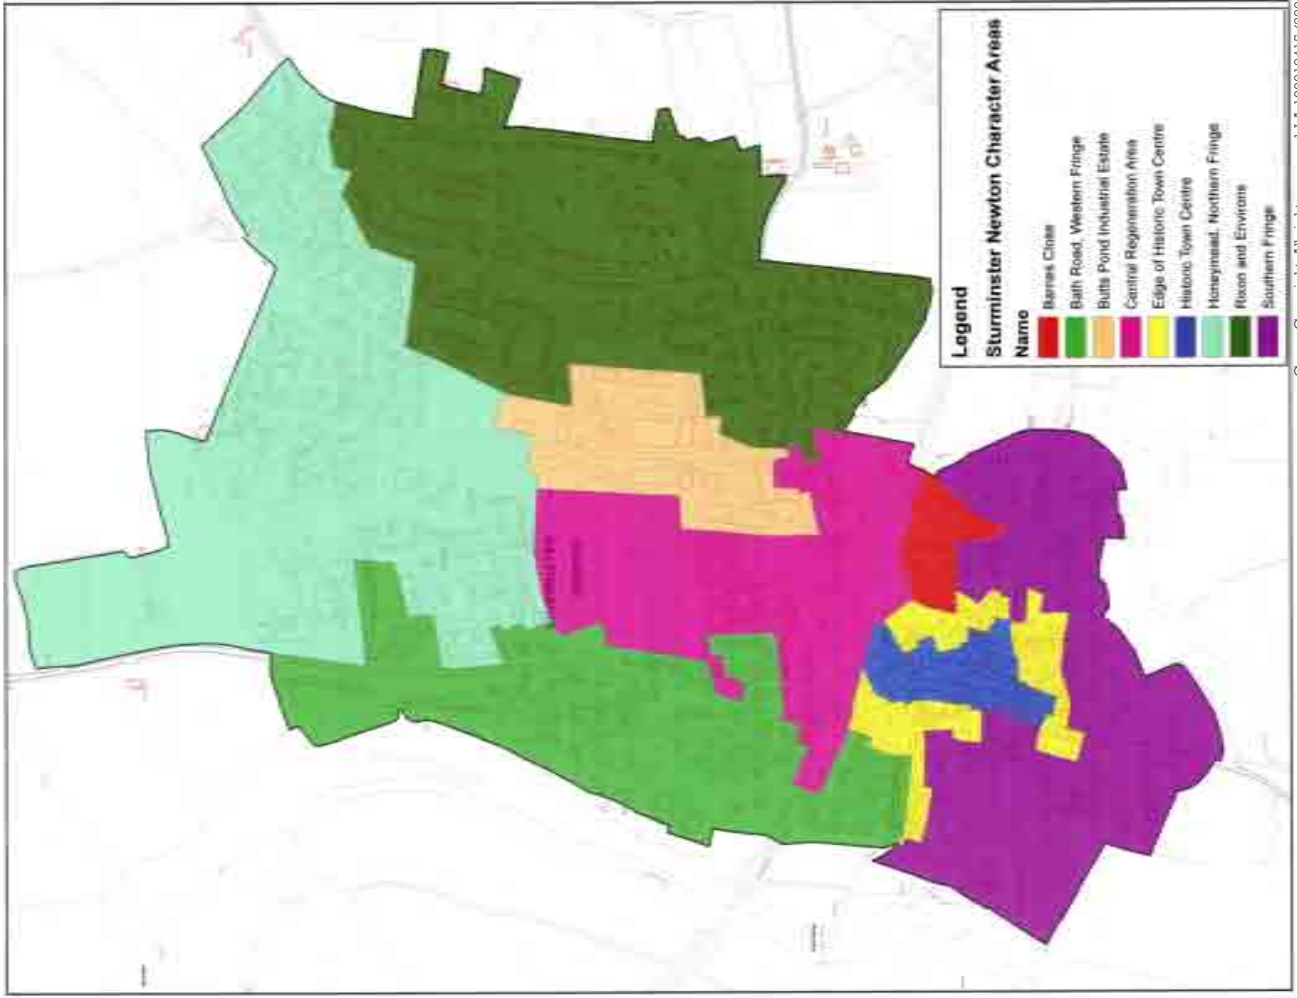 Legend
Sturminster Newton Character Areas
Name
Barnes Close
Bath Road, Western Fringe
Butts Pond Industrial Estate
Central Regeneration Area
Edge of Historic Town Centre
Historic Town Centre
Honeymead, Northern Fringe
Rixon and Environs
Southern Fringe